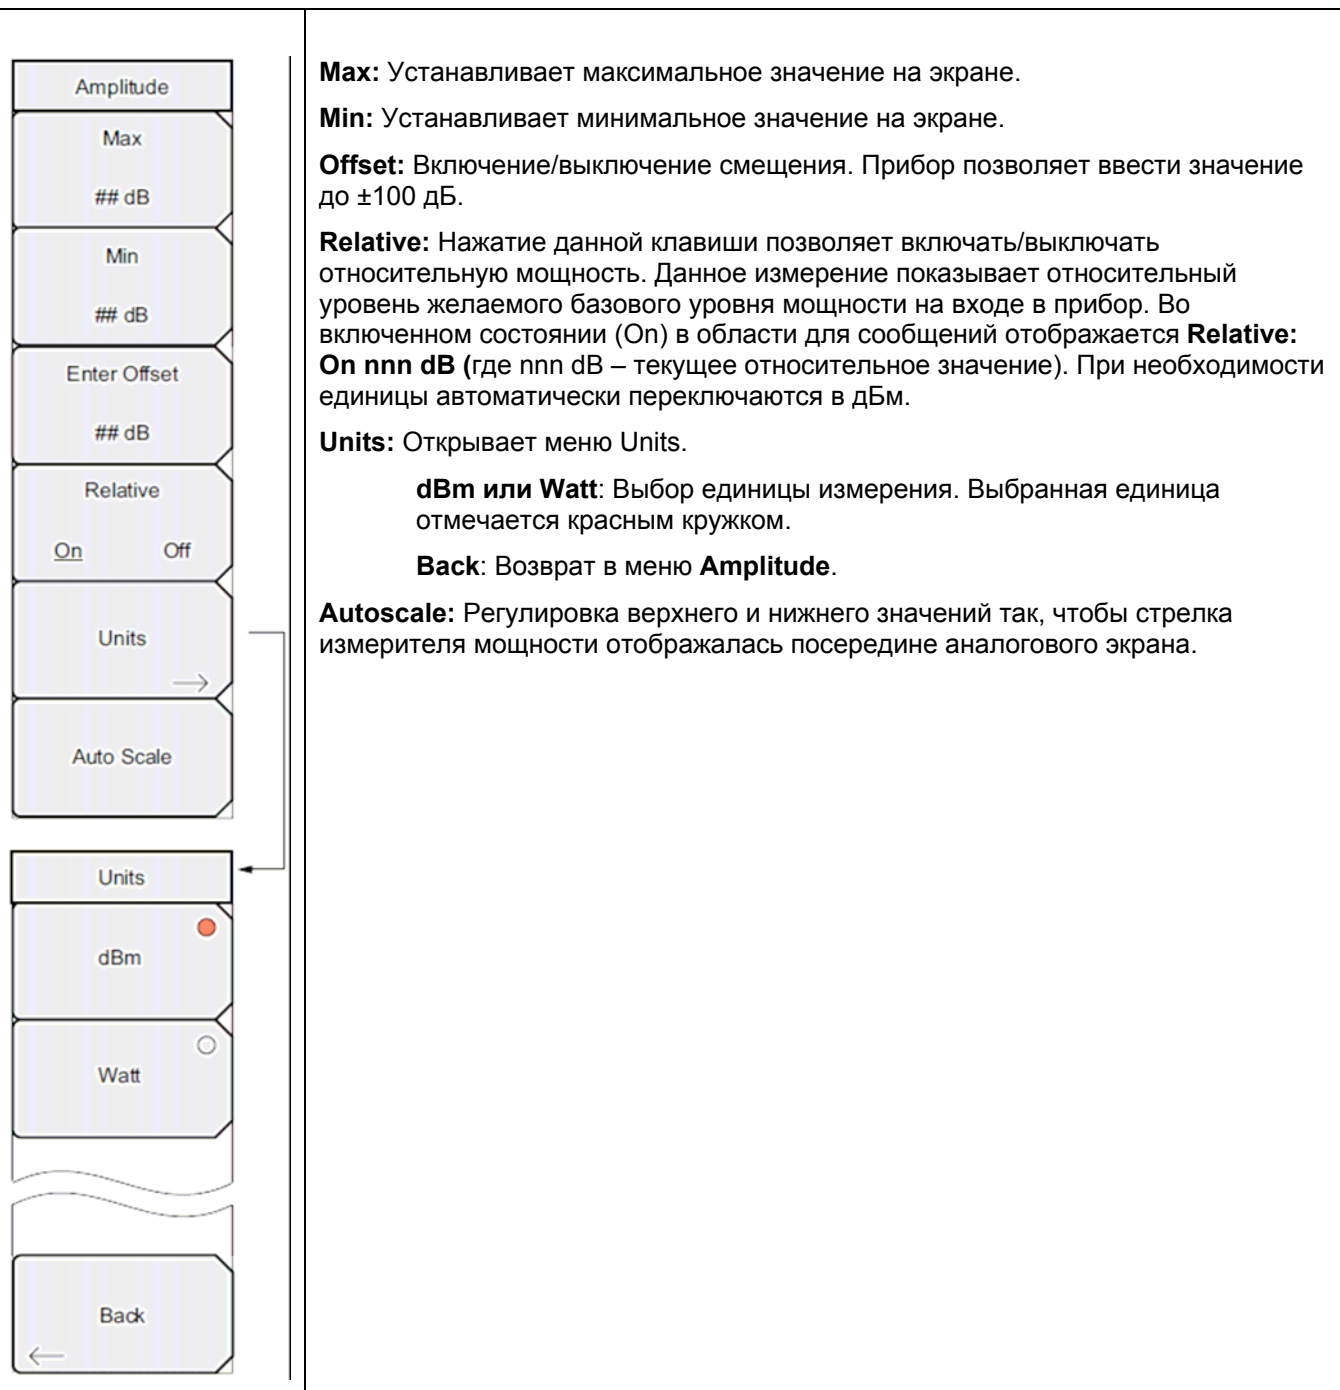 Amplitude
Max
## dB
Min
## dB
Enter Offset
## dB
Relative
On Off
Units
Auto Scale
Units
dBm
Watt
Back
Max: Устанавливает максимальное значение на экране.
Min: Устанавливает минимальное значение на экране.
Offset: Включение/выключение смещения. Прибор позволяет ввести значение
до ±100 дБ.
Relative: Нажатие данной клавиши позволяет включать/выключать
относительную мощность. Данное измерение показывает относительный
уровень желаемого базового уровня мощности на входе в прибор. Во
включенном состоянии (On) в области для сообщений отображается Relative:
On nnn dB (где nnn dB – текущее относительное значение). При необходимости
единицы автоматически переключаются в дБм.
Units: Открывает меню Units.
dBm или Watt: Выбор единицы измерения. Выбранная единица
отмечается красным кружком.
Back: Возврат в меню Amplitude.
Autoscale: Регулировка верхнего и нижнего значений так, чтобы стрелка
измерителя мощности отображалась посередине аналогового экрана.